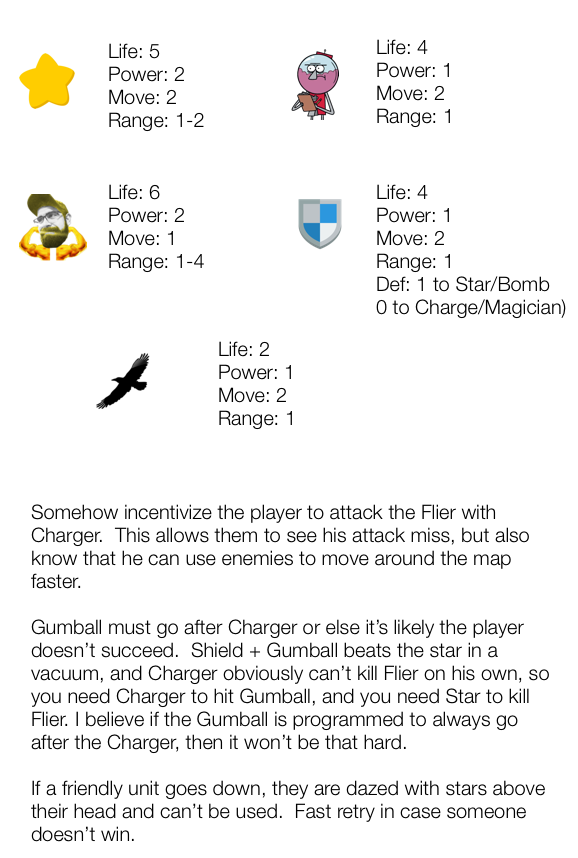 Life: 5
Power: 2
Move: 2
Range: 1-2
Life: 4
Power: 1
Move: 2
Range: 1
Life: 6
Power: 2
Move: 1
Range: 1-4
Life: 4
Power: 1
Move: 2
Range: 1
Def: 1 to Star/Bomb
0 to Charge/Magician)
Life: 2
Power: 1
Move: 2
Range: 1
Somehow incentivize the player to attack the Flier with
Charger.  This allows them to see his attack miss, but also
know that he can use enemies to move around the map
faster.
Gumball must go after Charger or else it’s likely the player
doesn’t succeed.  Shield + Gumball beats the star in a
vacuum, and Charger obviously can’t kill Flier on his own, so
you need Charger to hit Gumball, and you need Star to kill
Flier. I believe if the Gumball is programmed to always go
after the Charger, then it won’t be that hard.
If a friendly unit goes down, they are dazed with stars above
their head and can’t be used.  Fast retry in case someone
doesn’t win.